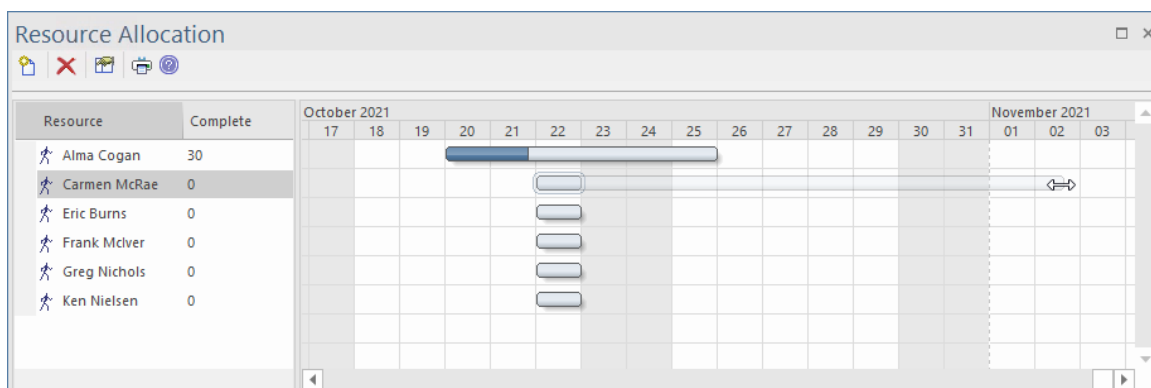 Resource Allocation
Resource Complete
October 2021 November 2021
17 18 19 20 21 22 23 24 25 26 27 28 29 30 31 01 02 03
Alma Cogan 30
Carmen McRae 0
Eric Burns 0
Frank McIver 0
Greg Nichols 0
Ken Nielsen 0